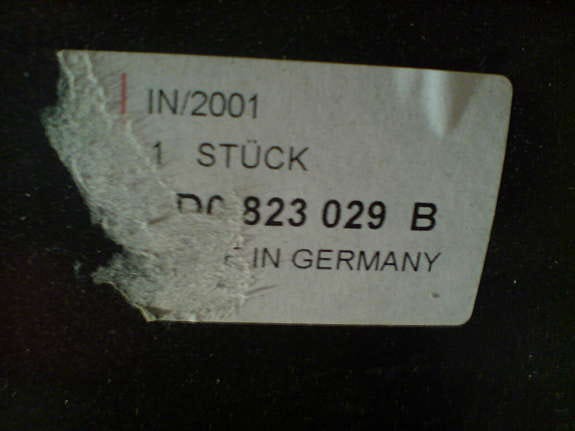 IN/2001
1 STÜCK
823 029 B
IN GERMANY